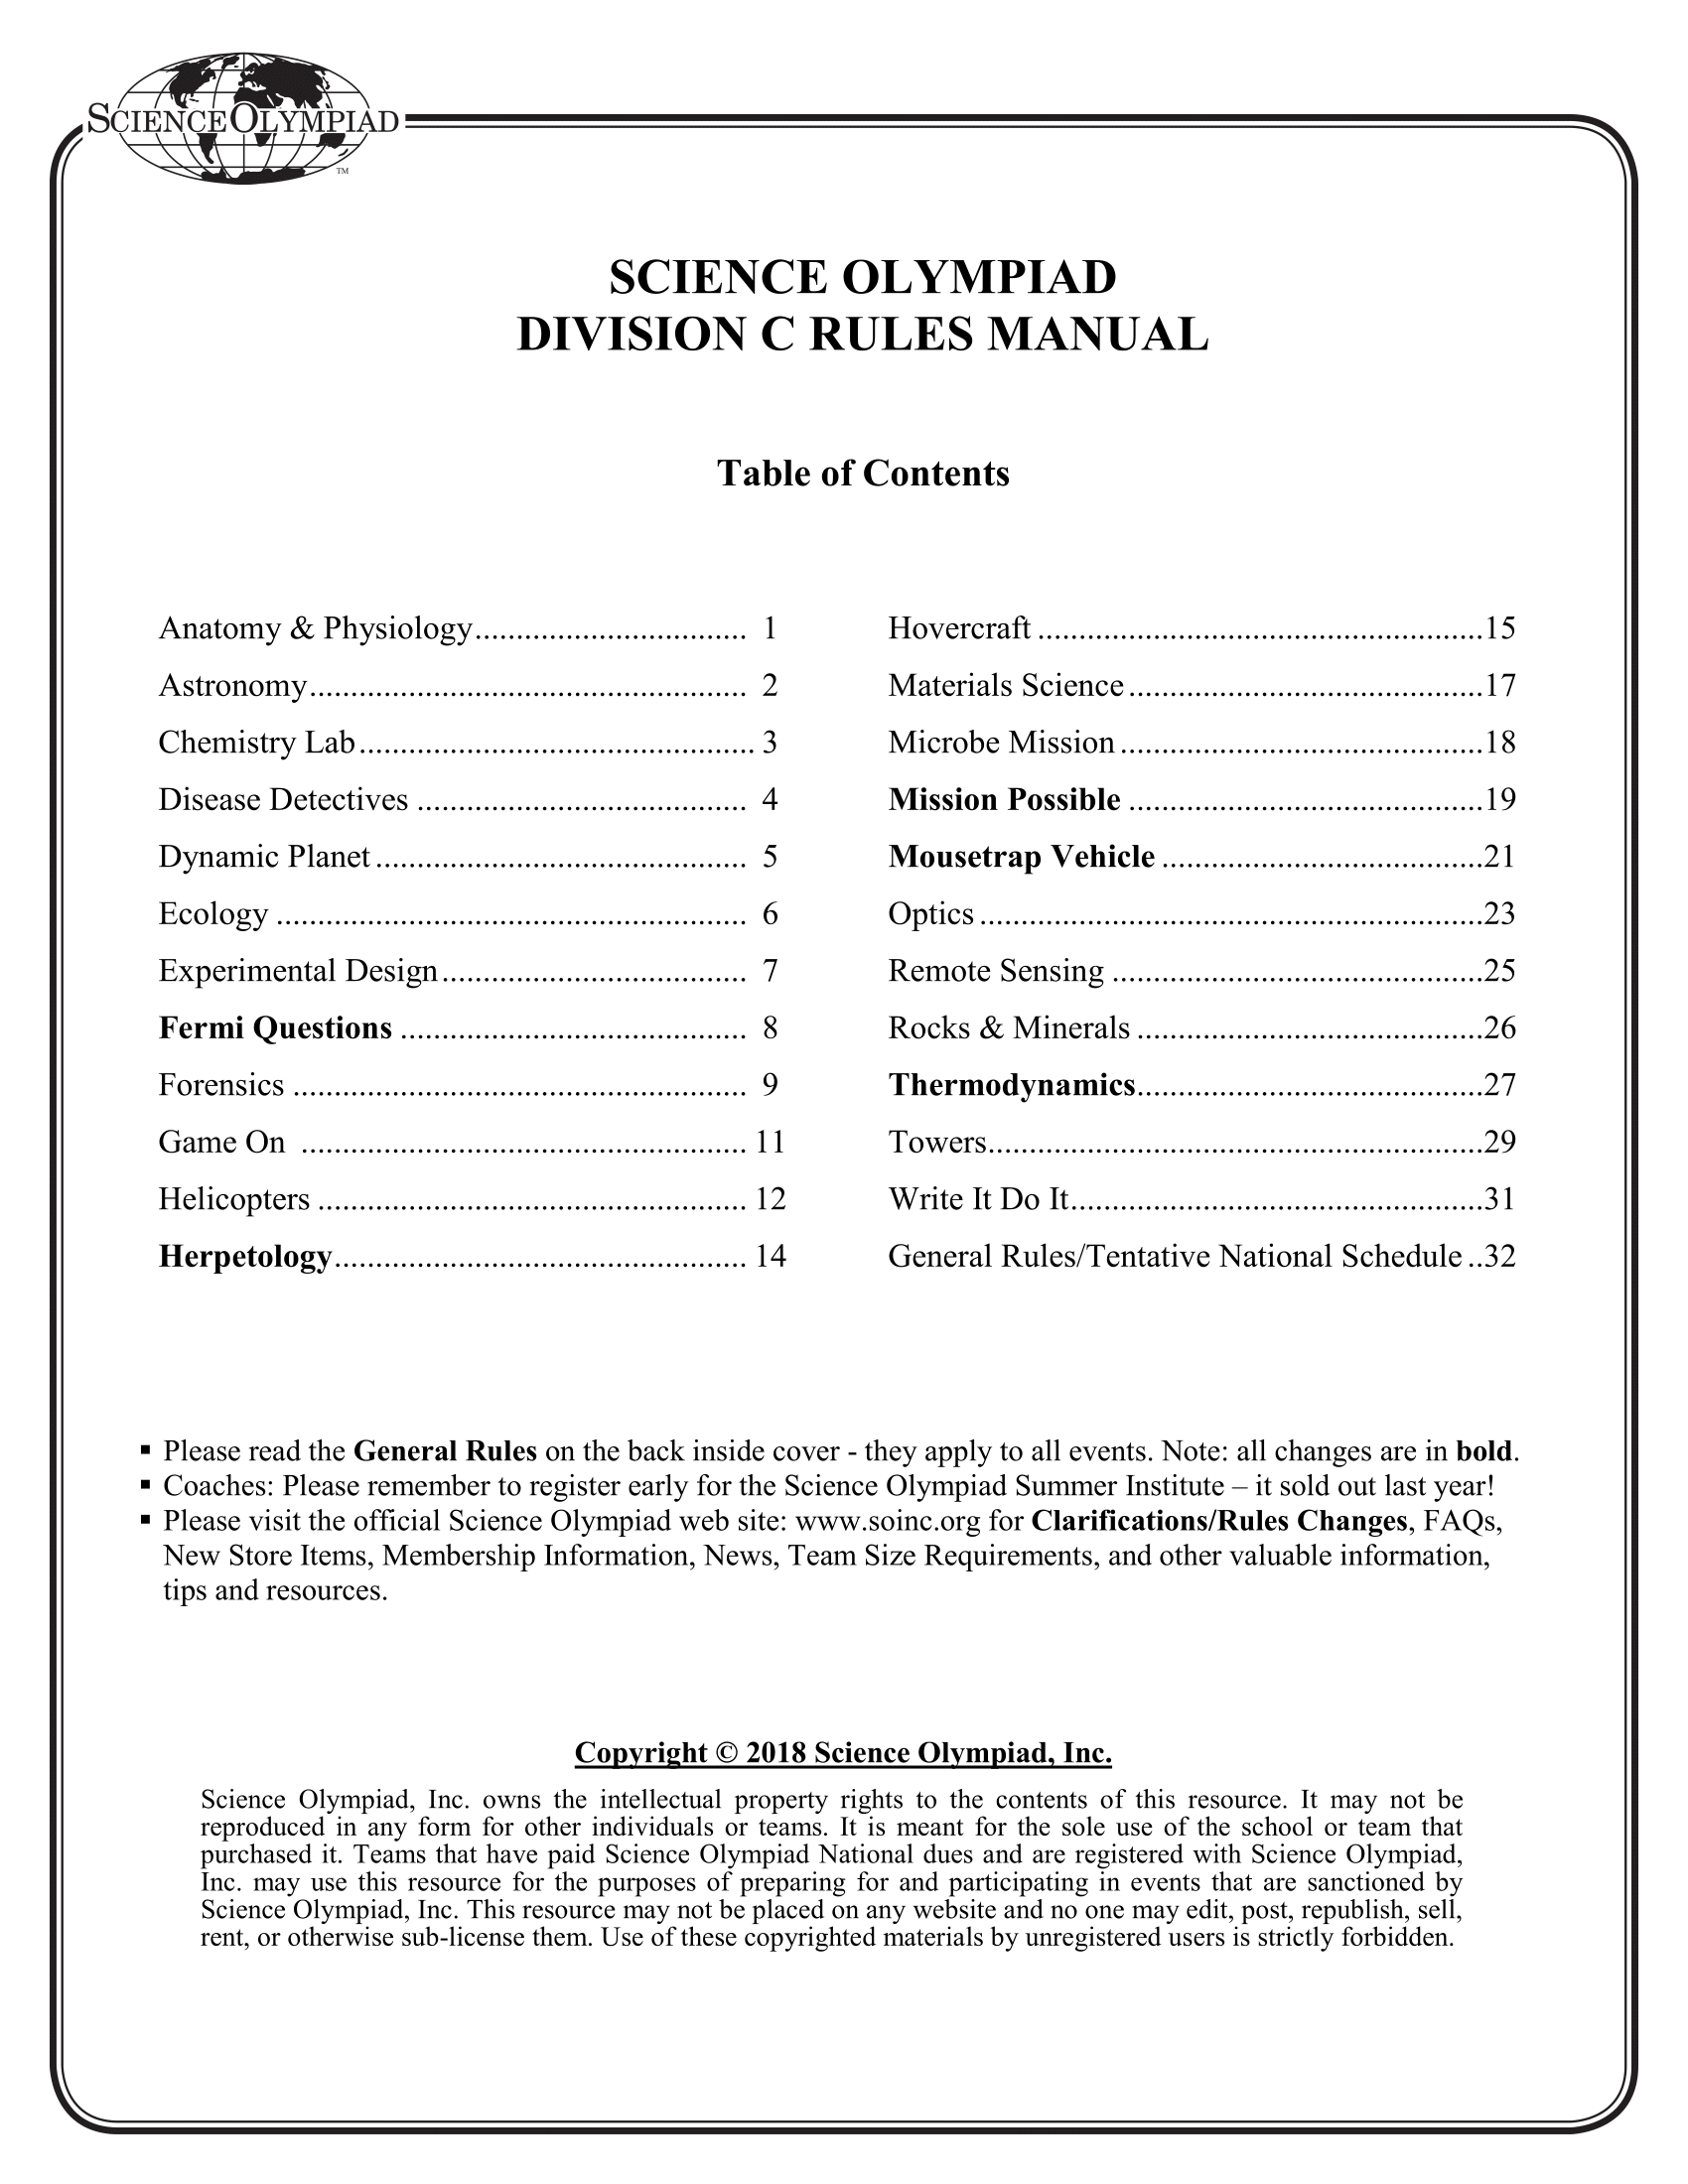 SCIENCE OLYMPIAD
TM
SCIENCE OLYMPIAD
DIVISION C RULES MANUAL
Table of Contents
Anatomy & Physiology................................. 1
Astronomy..................................................... 2
Chemistry Lab................................................ 3
Disease Detectives ........................................ 4
Dynamic Planet............................................. 5
Ecology ......................................................... 6
Experimental Design..................................... 7
Fermi Questions .......................................... 8
Forensics ....................................................... 9
Game On ...................................................... 11
Helicopters .................................................... 12
Herpetology.................................................. 14
Hovercraft ......................................................15
Materials Science...........................................17
Microbe Mission............................................18
Mission Possible ...........................................19
Mousetrap Vehicle .......................................21
Optics.............................................................23
Remote Sensing .............................................25
Rocks & Minerals ..........................................26
Thermodynamics..........................................27
Towers............................................................29
Write It Do It..................................................31
General Rules/Tentative National Schedule..32
▪ Please read the General Rules on the back inside cover - they apply to all events. Note: all changes are in bold.
▪ Coaches: Please remember to register early for the Science Olympiad Summer Institute – it sold out last year!
▪ Please visit the official Science Olympiad web site: www.soinc.org for Clarifications/Rules Changes, FAQs,
New Store Items, Membership Information, News, Team Size Requirements, and other valuable information,
tips and resources.
Copyright © 2018 Science Olympiad, Inc.
Science Olympiad, Inc. owns the intellectual property rights to the contents of this resource. It may not be
reproduced in any form for other individuals or teams. It is meant for the sole use of the school or team that
purchased it. Teams that have paid Science Olympiad National dues and are registered with Science Olympiad,
Inc. may use this resource for the purposes of preparing for and participating in events that are sanctioned by
Science Olympiad, Inc. This resource may not be placed on any website and no one may edit, post, republish, sell,
rent, or otherwise sub-license them. Use of these copyrighted materials by unregistered users is strictly forbidden.